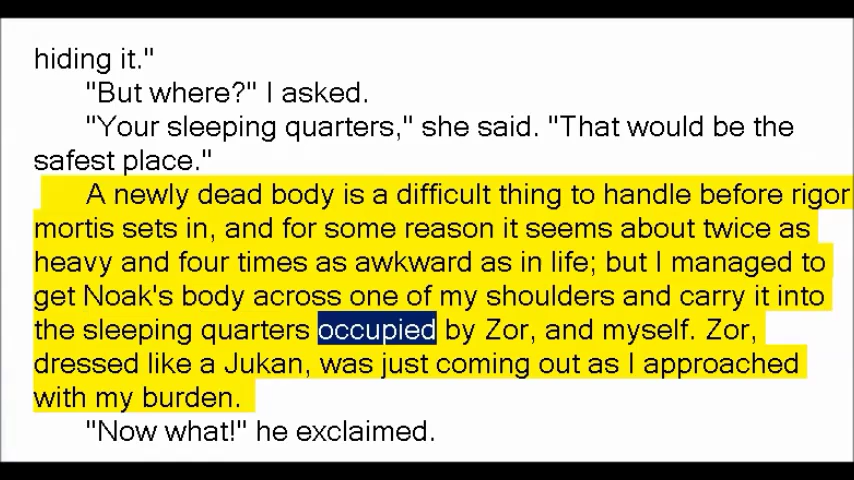 hiding it."
"But where?" I asked.
"Your sleeping quarters," she said. "That would be the
safest place."
A newly dead body is a difficult thing to handle before rigor
mortis sets in, and for some reason it seems about twice as
heavy and four times as awkward as in life; but I managed to
get Noak's body across one of my shoulders and carry it into
the sleeping quarters occupied by Zor, and myself. Zor,
dressed like a Jukan, was just coming out as I approached
with my burden.
"Now what!" he exclaimed.